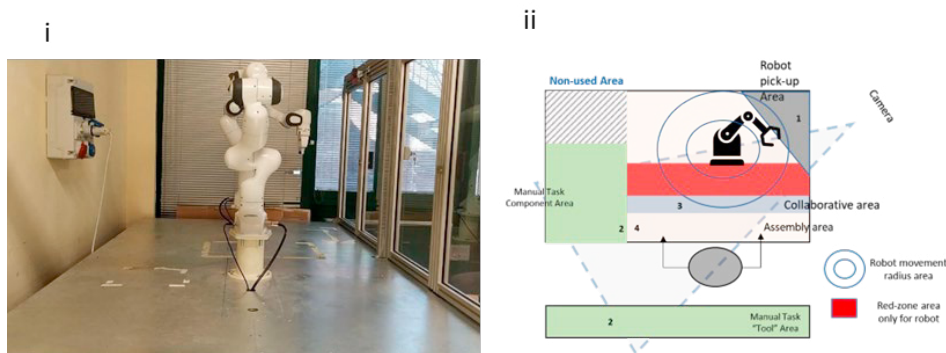 i
ii
Non-used Area
Robot
pick-up
Area
1
Camera
Manual Task
Component Area
3
Collaborative area
2
4
Assembly area
Robot movement
radius area
Red-zone area
only for robot
2
Manual Task
"Tool" Area